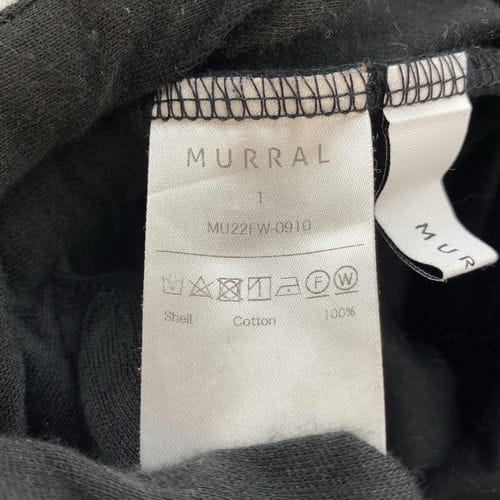 MURRAL
1
MU22FW-0910
F W
Shell Cotton 100%
MUR